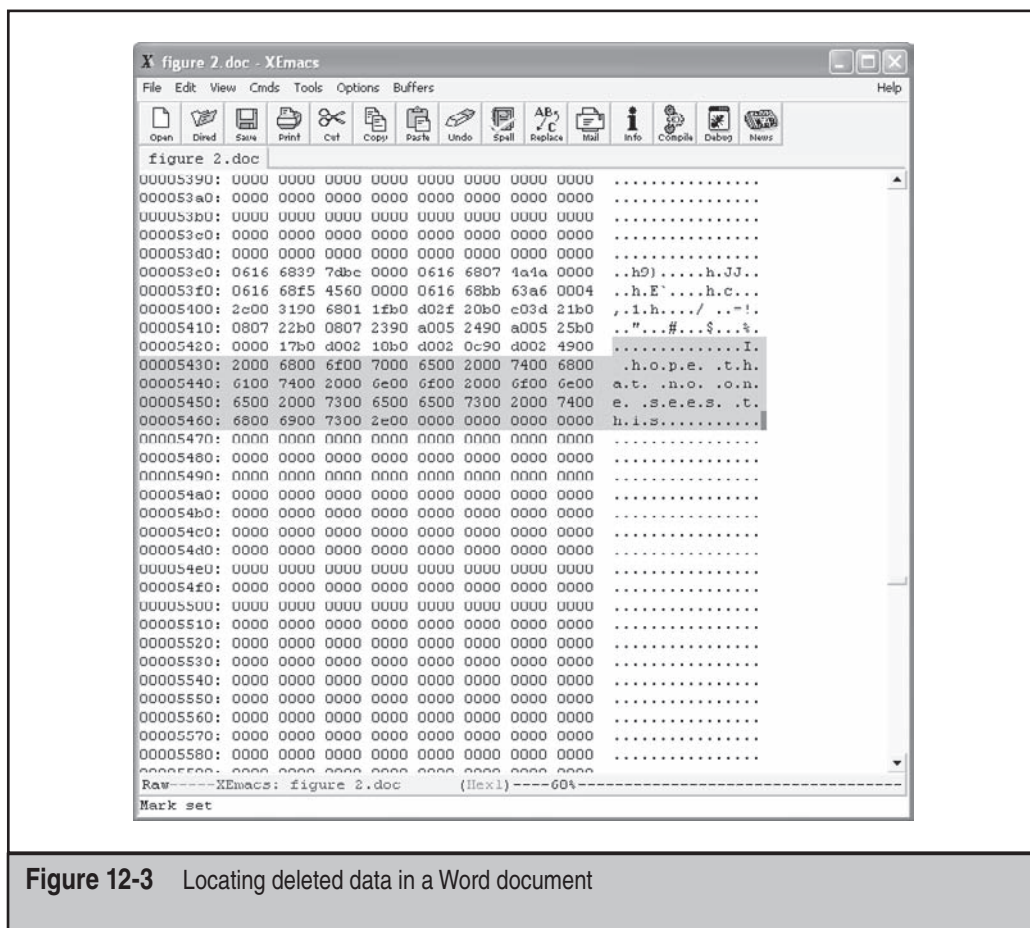 X figure 2.doc - XEmacs
File Edit View Cmds Tools Options Buffers Help
Open Dired Save Print Cut Copy Paste Undo Spell Replace Mail Info Compile Debug News
figure 2.doc
00005390: 0000 0000 0000 0000 0000 0000 0000 0000 ................
000053a0: 0000 0000 0000 0000 0000 0000 0000 0000 ................
000053b0: 0000 0000 0000 0000 0000 0000 0000 0000 ................
000053c0: 0000 0000 0000 0000 0000 0000 0000 0000 ................
000053d0: 0000 0000 0000 0000 0000 0000 0000 0000 ................
000053e0: 0616 6839 7dbc 0000 0616 6807 4a4a 0000 ..h9}.....h.JJ..
000053f0: 0616 68f5 4560 0000 0616 68bb 63a6 0004 ..h.E`....h.c...
00005400: 2c00 3190 6801 1fb0 d02f 20b0 e03d 21b0 ,.1.h..../ ..=!.
00005410: 0807 22b0 0807 2390 a005 2490 a005 25b0 .."...#...$...%.
00005420: 0000 17b0 d002 10b0 d002 0c90 d002 4900 ..............I.
00005430: 2000 6800 6f00 7000 6500 2000 7400 6800 .h.o.p.e. .t.h.
00005440: 6100 7400 2000 6e00 6f00 2000 6f00 6e00 a.t. .n.o. .o.n.
00005450: 6500 2000 7300 6500 6500 7300 2000 7400 e. .s.e.e.s. .t.
00005460: 6800 6900 7300 2e00 0000 0000 0000 0000 h.i.s...........
00005470: 0000 0000 0000 0000 0000 0000 0000 0000 ................
00005480: 0000 0000 0000 0000 0000 0000 0000 0000 ................
00005490: 0000 0000 0000 0000 0000 0000 0000 0000 ................
000054a0: 0000 0000 0000 0000 0000 0000 0000 0000 ................
000054b0: 0000 0000 0000 0000 0000 0000 0000 0000 ................
000054c0: 0000 0000 0000 0000 0000 0000 0000 0000 ................
000054d0: 0000 0000 0000 0000 0000 0000 0000 0000 ................
000054e0: 0000 0000 0000 0000 0000 0000 0000 0000 ................
000054f0: 0000 0000 0000 0000 0000 0000 0000 0000 ................
00005500: 0000 0000 0000 0000 0000 0000 0000 0000 ................
00005510: 0000 0000 0000 0000 0000 0000 0000 0000 ................
00005520: 0000 0000 0000 0000 0000 0000 0000 0000 ................
00005530: 0000 0000 0000 0000 0000 0000 0000 0000 ................
00005540: 0000 0000 0000 0000 0000 0000 0000 0000 ................
00005550: 0000 0000 0000 0000 0000 0000 0000 0000 ................
00005560: 0000 0000 0000 0000 0000 0000 0000 0000 ................
00005570: 0000 0000 0000 0000 0000 0000 0000 0000 ................
00005580: 0000 0000 0000 0000 0000 0000 0000 0000 ................
Raw-----XEmacs: figure 2.doc (Hexl)----60%----------------------------------
Mark set
Figure 12-3 Locating deleted data in a Word document